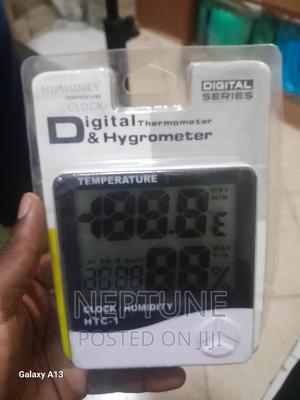 HUMIDITY
TEMPERATURE
CLOCK
DIGITAL
SERIES
Digital Thermometer
& Hygrometer
TEMPERATURE
MAX
MIN
-188.8
MAX
MIN
88%
CLOCK HUMIDITY
HTC-1
NEPTUNE
POSTED ON JIJI
Galaxy A13